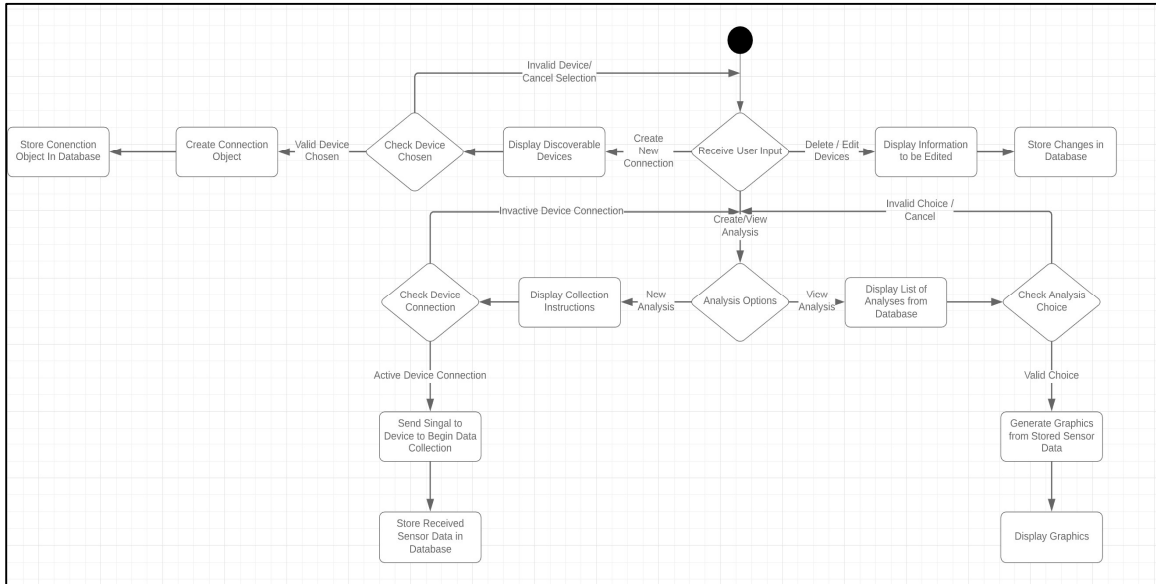 Invalid Device/
Cancel Selection
Store Conenction
Object In Database
Create Connection
Object
Valid Device
Chosen
Check Device
Chosen
Display Discoverable
Devices
Create
New
Connection
Receive User Input
Delete / Edit
Devices
Display Information
to be Edited
Store Changes in
Database
Invactive Device Connection
Invalid Choice /
Cancel
Create/View
Analysis
Check Device
Connection
Display Collection
Instructions
New
Analysis
Analysis Options
View
Analysis
Display List of
Analyses from
Database
Check Analysis
Choice
Active Device Connection
Valid Choice
Send Singal to
Device to Begin Data
Collection
Generate Graphics
from Stored Sensor
Data
Store Received
Sensor Data in
Database
Display Graphics